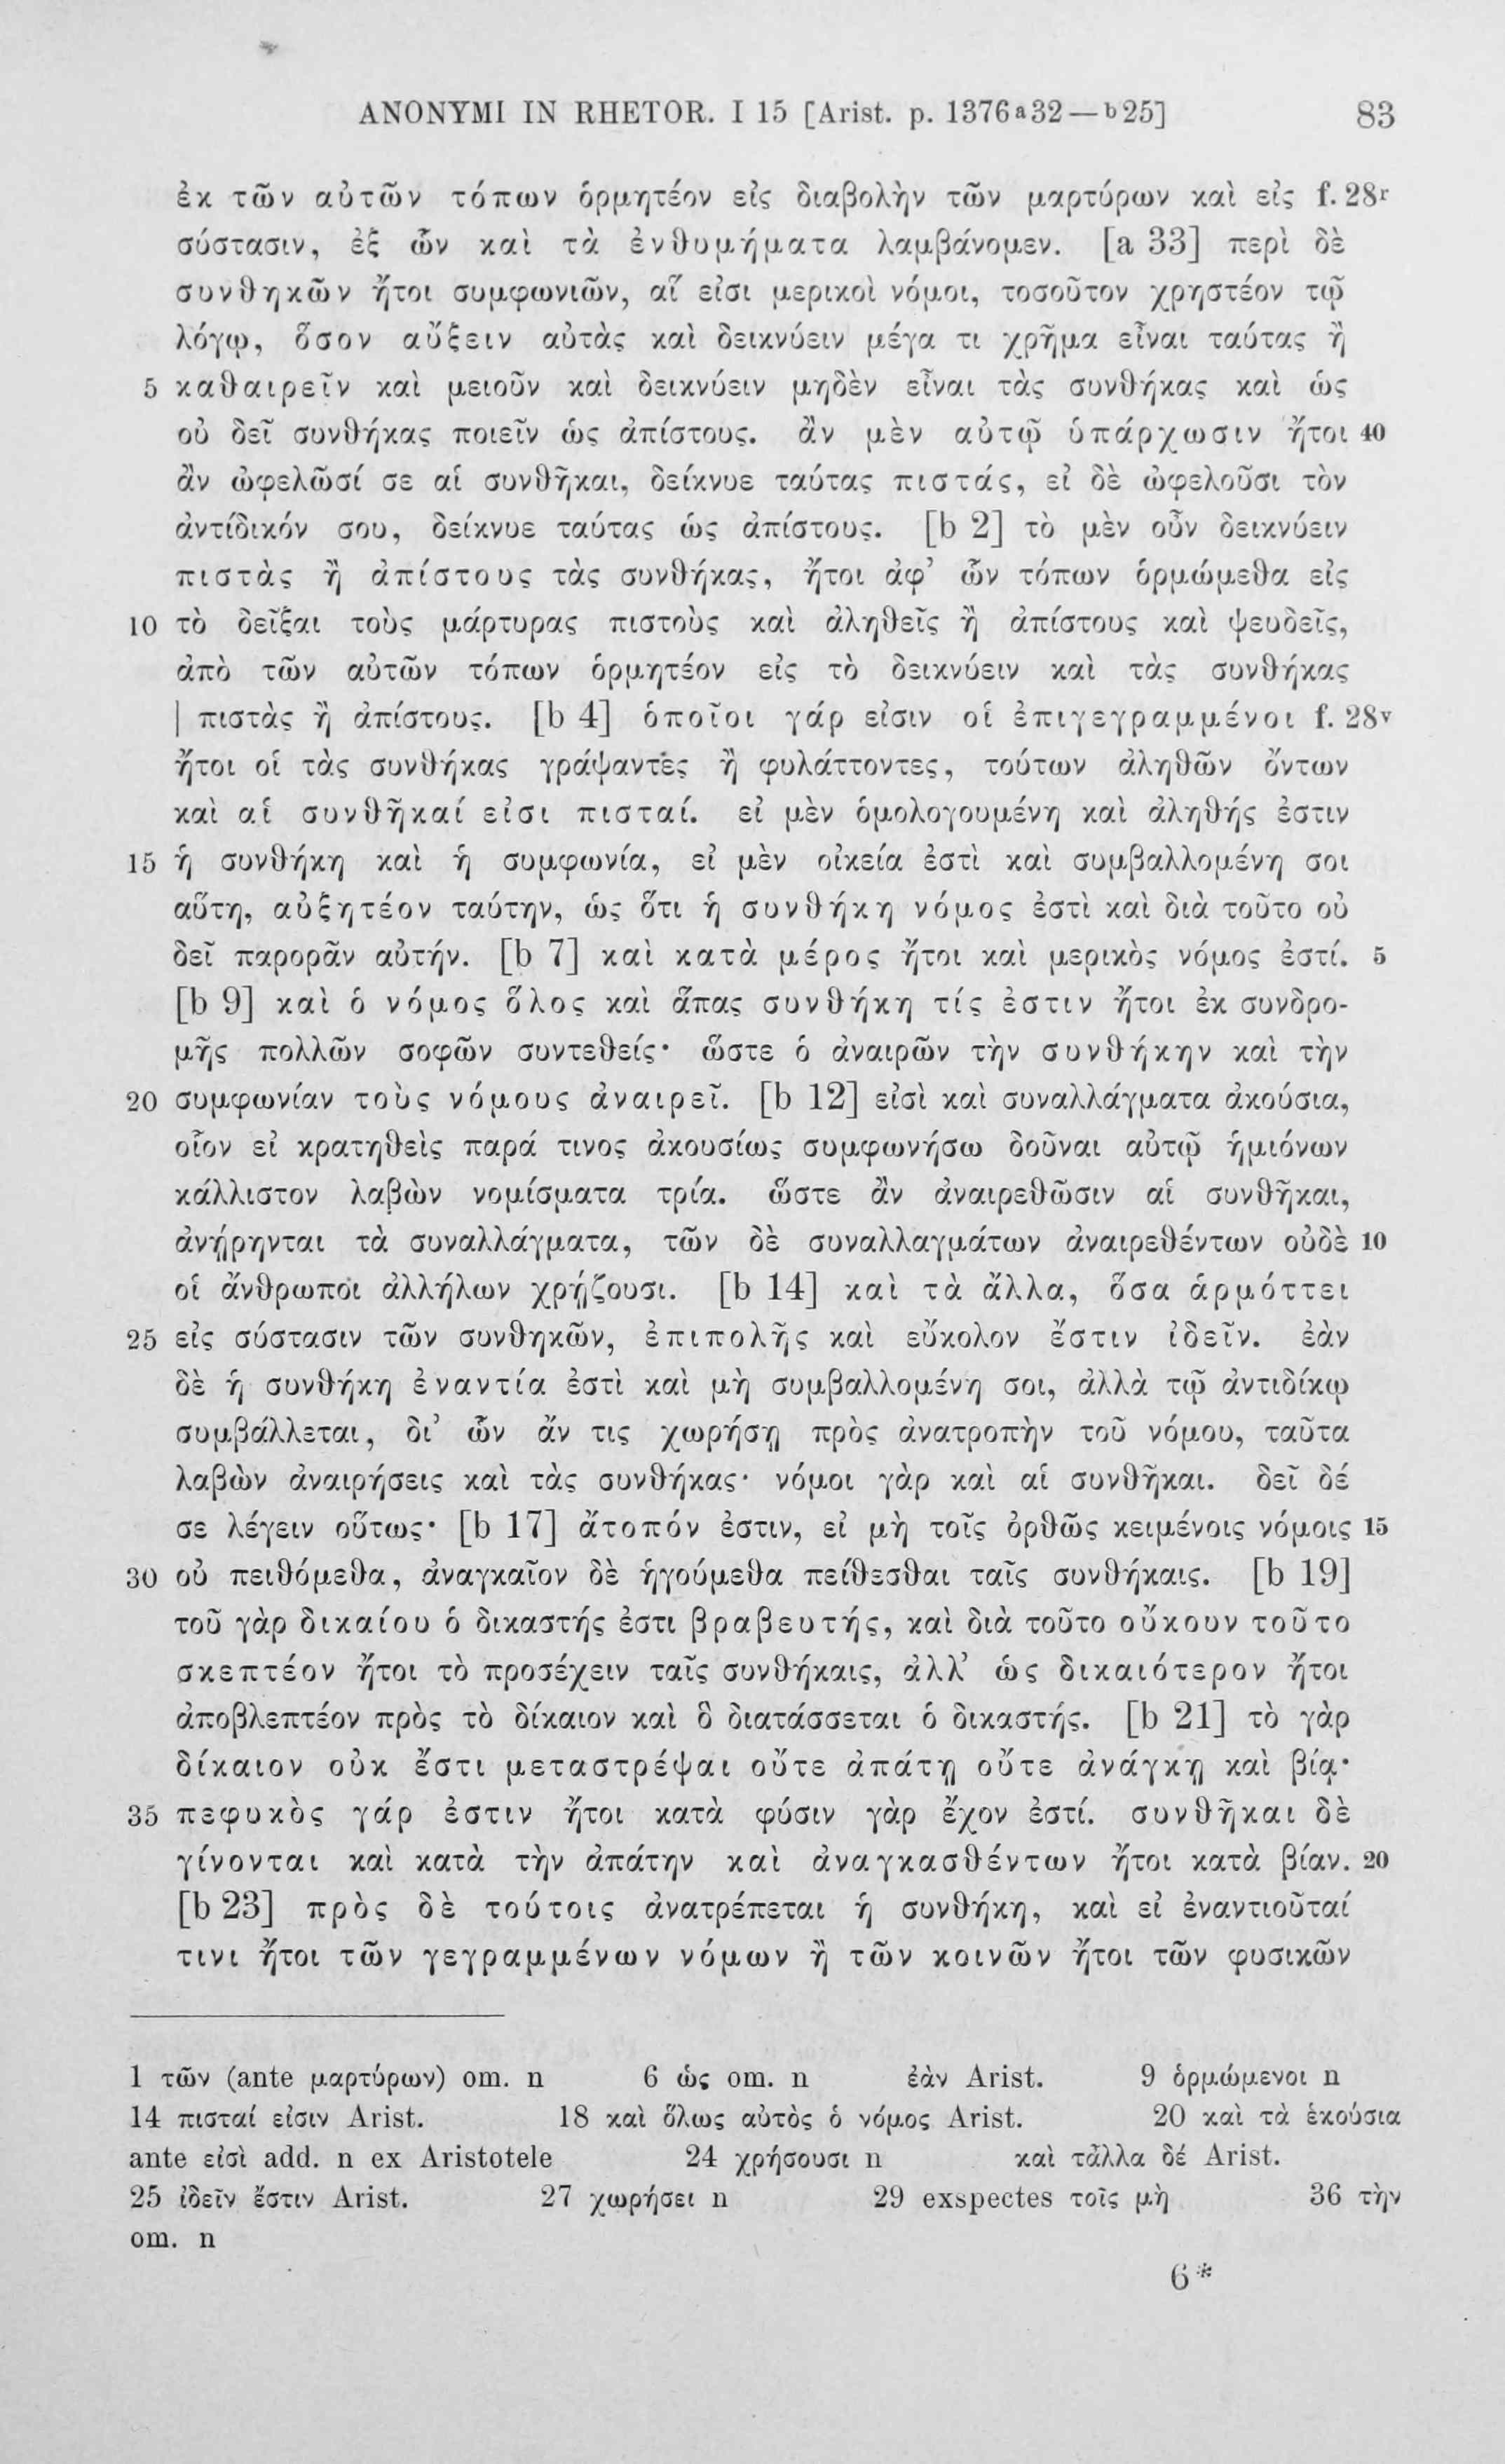 ANONYMI IN RHETOR. I 15 [Arist. p. 1376a32—b25] 83
ἐκ τῶν αὐτῶν τόπων ὁρμητέον εἰς διαβολὴν τῶν μαρτύρων καὶ εἰς f. 28r
σύστασιν, ἐξ ὧν καὶ τὰ ἐνθυμήματα λαμβάνομεν. [a 33] περὶ δὲ
συνθηκῶν ἤτοι συμφωνιῶν, αἵ εἰσι μερικοὶ νόμοι, τοσοῦτον χρηστέον τῷ
λόγῳ, ὅσον αὔξειν αὐτὰς καὶ δεικνύειν μέγα τι χρῆμα εἶναι ταύτας ἢ
5 καθαιρεῖν καὶ μειοῦν καὶ δεικνύειν μηδὲν εἶναι τὰς συνθήκας καὶ ὡς
οὐ δεῖ συνθήκας ποιεῖν ὡς ἀπίστους. ἂν μὲν αὐτῷ ὑπάρχωσιν ἤτοι 40
ἂν ὠφελῶσί σε αἱ συνθῆκαι, δείκνυε ταύτας πιστάς, εἰ δὲ ὠφελοῦσι τὸν
ἀντίδικόν σου, δείκνυε ταύτας ὡς ἀπίστους. [b 2] τὸ μὲν οὖν δεικνύειν
πιστὰς ἢ ἀπίστους τὰς συνθήκας, ἤτοι ἀφ’ ὧν τόπων ὁρμώμεθα εἰς
10 τὸ δεῖξαι τοὺς μάρτυρας πιστοὺς καὶ ἀληθεῖς ἢ ἀπίστους καὶ ψευδεῖς,
ἀπὸ τῶν αὐτῶν τόπων ὁρμητέον εἰς τὸ δεικνύειν καὶ τὰς συνθήκας
| πιστὰς ἢ ἀπίστους. [b 4] ὁποῖοι γάρ εἰσιν οἱ ἐπιγεγραμμένοι f. 28v
ἤτοι οἱ τὰς συνθήκας γράψαντες ἢ φυλάττοντες, τούτων ἀληθῶν ὄντων
καὶ αἱ συνθῆκαί εἰσι πισταί. εἰ μὲν ὁμολογουμένη καὶ ἀληθής ἐστιν
15 ἡ συνθήκη καὶ ἡ συμφωνία, εἰ μὲν οἰκεία ἐστὶ καὶ συμβαλλομένη σοι
αὕτη, αὐξητέον ταύτην, ὡς ὅτι ἡ συνθήκη νόμος ἐστὶ καὶ διὰ τοῦτο οὐ
δεῖ παρορᾶν αὐτήν. [b 7] καὶ κατὰ μέρος ἤτοι καὶ μερικὸς νόμος ἐστί. 5
[b 9] καὶ ὁ νόμος ὅλος καὶ ἅπας συνθήκη τίς ἐστιν ἤτοι ἐκ συνδρο-
μῆς πολλῶν σοφῶν συντεθείς· ὥστε ὁ ἀναιρῶν τὴν συνθήκην καὶ τὴν
20 συμφωνίαν τοὺς νόμους ἀναιρεῖ. [b 12] εἰσὶ καὶ συναλλάγματα ἀκούσια,
οἷον εἰ κρατηθεὶς παρά τινος ἀκουσίως συμφωνήσω δοῦναι αὐτῷ ἡμιόνων
κάλλιστον λαβὼν νομίσματα τρία. ὥστε ἂν ἀναιρεθῶσιν αἱ συνθῆκαι,
ἀνῄρηνται τὰ συναλλάγματα, τῶν δὲ συναλλαγμάτων ἀναιρεθέντων οὐδὲ 10
οἱ ἄνθρωποι ἀλλήλων χρῄζουσι. [b 14] καὶ τὰ ἄλλα, ὅσα ἁρμόττει
25 εἰς σύστασιν τῶν συνθηκῶν, ἐπιπολῆς καὶ εὔκολον ἔστιν ἰδεῖν. ἐὰν
δὲ ἡ συνθήκη ἐναντία ἐστὶ καὶ μὴ συμβαλλομένη σοι, ἀλλὰ τῷ ἀντιδίκῳ
συμβάλλεται, δι’ ὧν ἄν τις χωρήσῃ πρὸς ἀνατροπὴν τοῦ νόμου, ταῦτα
λαβὼν ἀναιρήσεις καὶ τὰς συνθήκας· νόμοι γὰρ καὶ αἱ συνθῆκαι. δεῖ δέ
σε λέγειν οὕτως· [b 17] ἄτοπόν ἐστιν, εἰ μὴ τοῖς ὀρθῶς κειμένοις νόμοις 15
30 οὐ πειθόμεθα, ἀναγκαῖον δὲ ἡγούμεθα πείθεσθαι ταῖς συνθήκαις. [b 19]
τοῦ γὰρ δικαίου ὁ δικαστής ἐστι βραβευτής, καὶ διὰ τοῦτο οὔκουν τοῦτο
σκεπτέον ἤτοι τὸ προσέχειν ταῖς συνθήκαις, ἀλλ’ ὡς δικαιότερον ἤτοι
ἀποβλεπτέον πρὸς τὸ δίκαιον καὶ ὃ διατάσσεται ὁ δικαστής. [b 21] τὸ γὰρ
δίκαιον οὐκ ἔστι μεταστρέψαι οὔτε ἀπάτῃ οὔτε ἀνάγκῃ καὶ βίᾳ·
35 πεφυκὸς γάρ ἐστιν ἤτοι κατὰ φύσιν γὰρ ἔχον ἐστί. συνθῆκαι δὲ
γίνονται καὶ κατὰ τὴν ἀπάτην καὶ ἀναγκασθέντων ἤτοι κατὰ βίαν. 20
[b 23] πρὸς δὲ τούτοις ἀνατρέπεται ἡ συνθήκη, καὶ εἰ ἐναντιοῦταί
τινι ἤτοι τῶν γεγραμμένων νόμων ἢ τῶν κοινῶν ἤτοι τῶν φυσικῶν
1 τῶν (ante μαρτύρων) om. n 6 ὡς om. n ἐὰν Arist. 9 ὁρμώμενοι n
14 πισταί εἰσιν Arist. 18 καὶ ὅλως αὐτὸς ὁ νόμος Arist. 20 καὶ τὰ ἑκούσια
ante εἰσὶ add. n ex Aristotele 24 χρήσουσι n καὶ τἆλλα δέ Arist.
25 ἰδεῖν ἔστιν Arist. 27 χωρήσει n 29 exspectes τοῖς μὴ 36 τὴν
om. n
6*